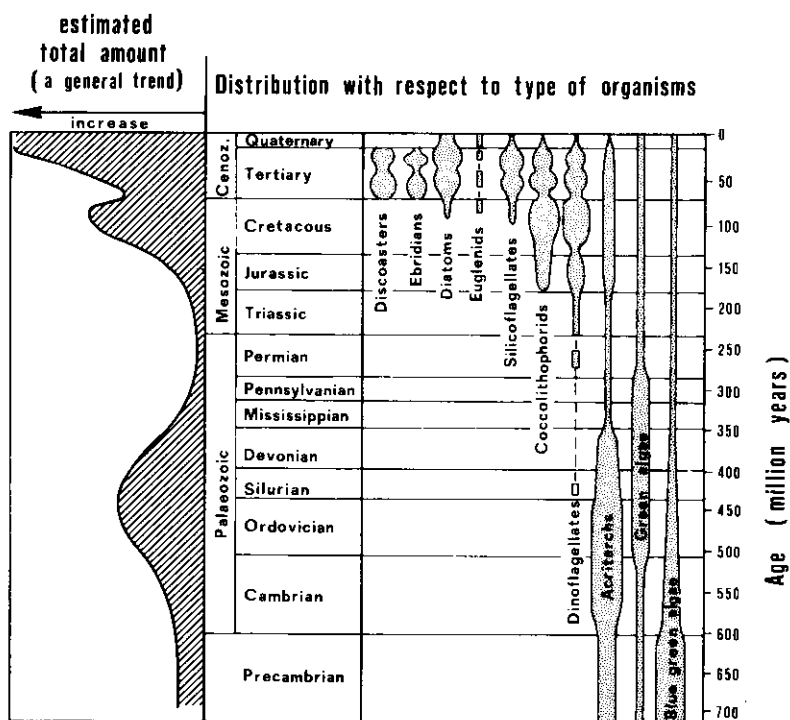 estimated
total amount
(a general trend)
Distribution with respect to type of organisms
increase
Cenoz.
Mesozoic
Palaeozoic
Quaternary
Tertiary
Cretacous
Jurassic
Triassic
Permian
Pennsylvanian
Mississippian
Devonian
Silurian
Ordovician
Cambrian
Precambrian
Discoasters
Ebridians
Diatoms
Euglenids
Silicoflagellates
Coccolithophorids
Dinoflagellates
Acritarchs
Green algae
Blue green algae
0
50
100
150
200
250
300
350
400
450
500
550
600
650
700
Age (million years)